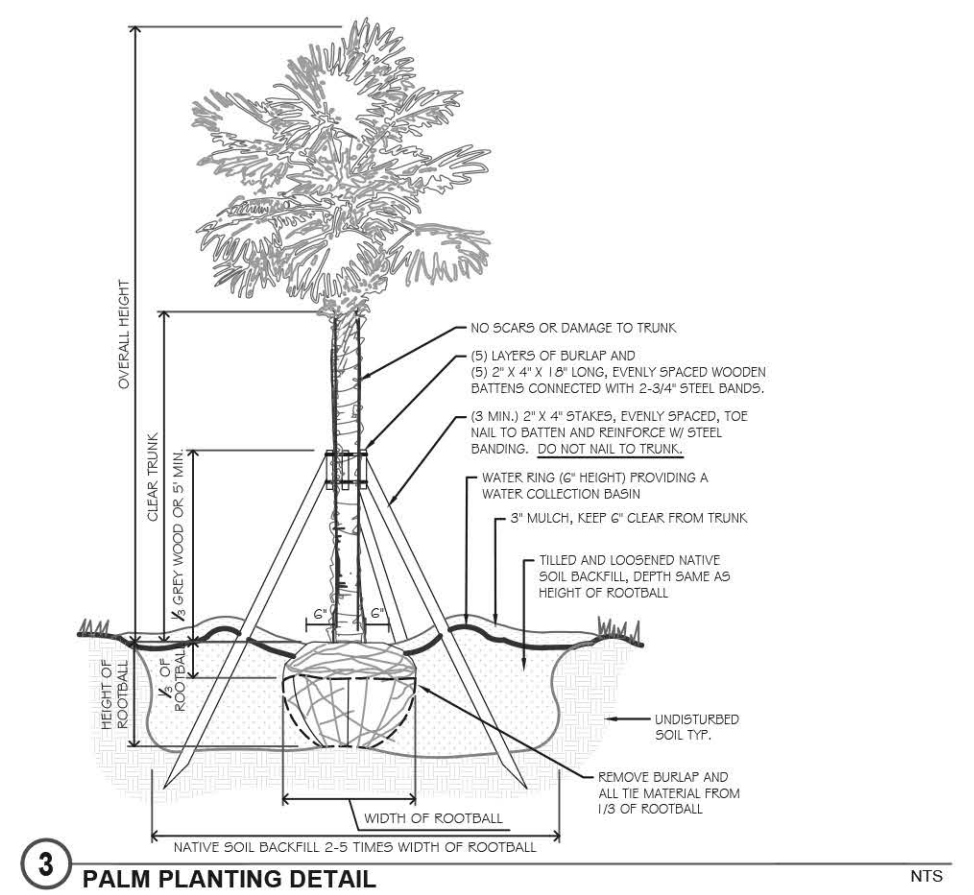 OVERALL HEIGHT
CLEAR TRUNK
⅓ GREY WOOD OR 5' MIN.
HEIGHT OF
ROOTBALL
⅓ OF
ROOTBALL
6"
6"
NO SCARS OR DAMAGE TO TRUNK
(5) LAYERS OF BURLAP AND
(5) 2" X 4" X 18" LONG, EVENLY SPACED WOODEN
BATTENS CONNECTED WITH 2-3/4" STEEL BANDS.
(3 MIN.) 2" X 4" STAKES, EVENLY SPACED, TOE
NAIL TO BATTEN AND REINFORCE W/ STEEL
BANDING. DO NOT NAIL TO TRUNK.
WATER RING (6" HEIGHT) PROVIDING A
WATER COLLECTION BASIN
3" MULCH, KEEP 6" CLEAR FROM TRUNK
TILLED AND LOOSENED NATIVE
SOIL BACKFILL, DEPTH SAME AS
HEIGHT OF ROOTBALL
UNDISTURBED
SOIL TYP.
REMOVE BURLAP AND
ALL TIE MATERIAL FROM
1/3 OF ROOTBALL
WIDTH OF ROOTBALL
NATIVE SOIL BACKFILL 2-5 TIMES WIDTH OF ROOTBALL
3
PALM PLANTING DETAIL
NTS